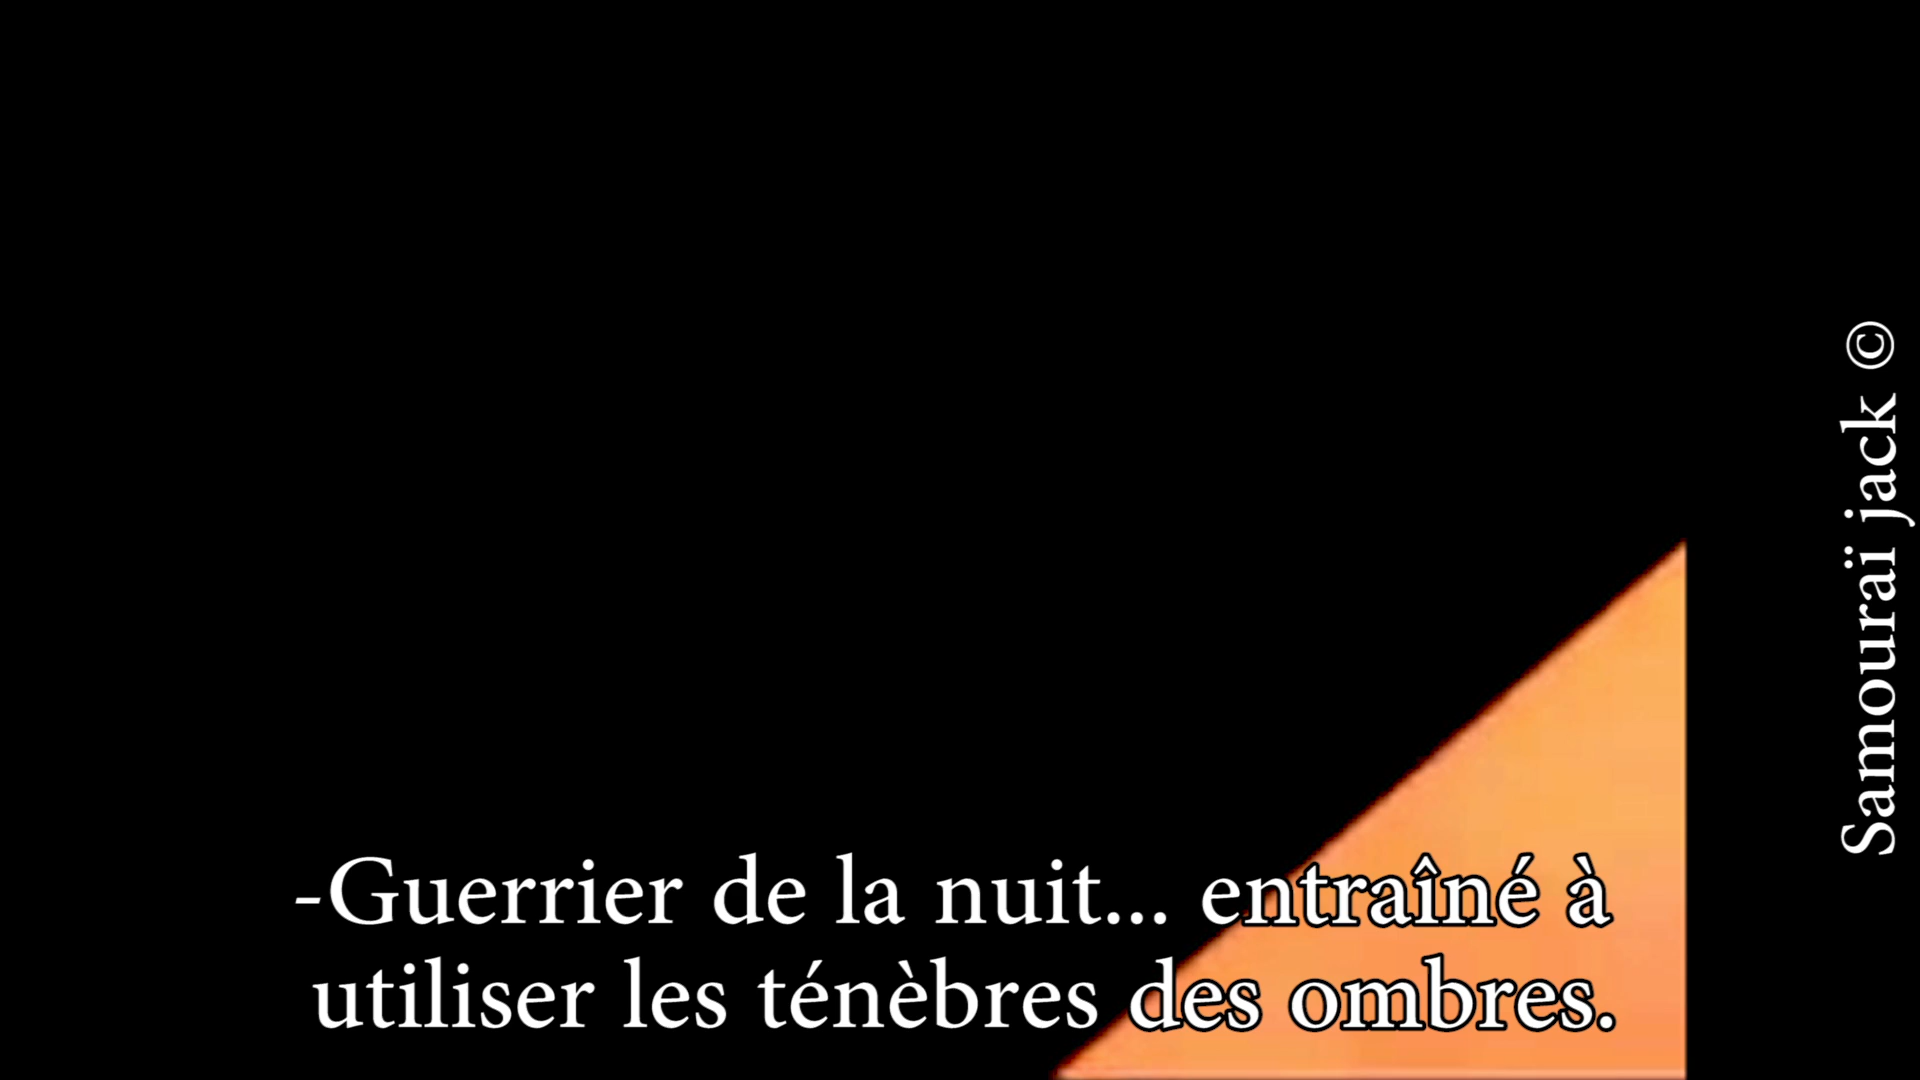 -Guerrier de la nuit... entraîné à
utiliser les ténèbres des ombres.
Samouraï jack ©